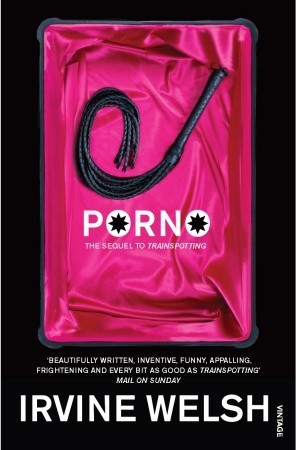 PORNO
THE SEQUEL TO TRAINSPOTTING
'BEAUTIFULLY WRITTEN, INVENTIVE, FUNNY, APPALLING,
FRIGHTENING AND EVERY BIT AS GOOD AS TRAINSPOTTING'
MAIL ON SUNDAY
IRVINE WELSH
VINTAGE